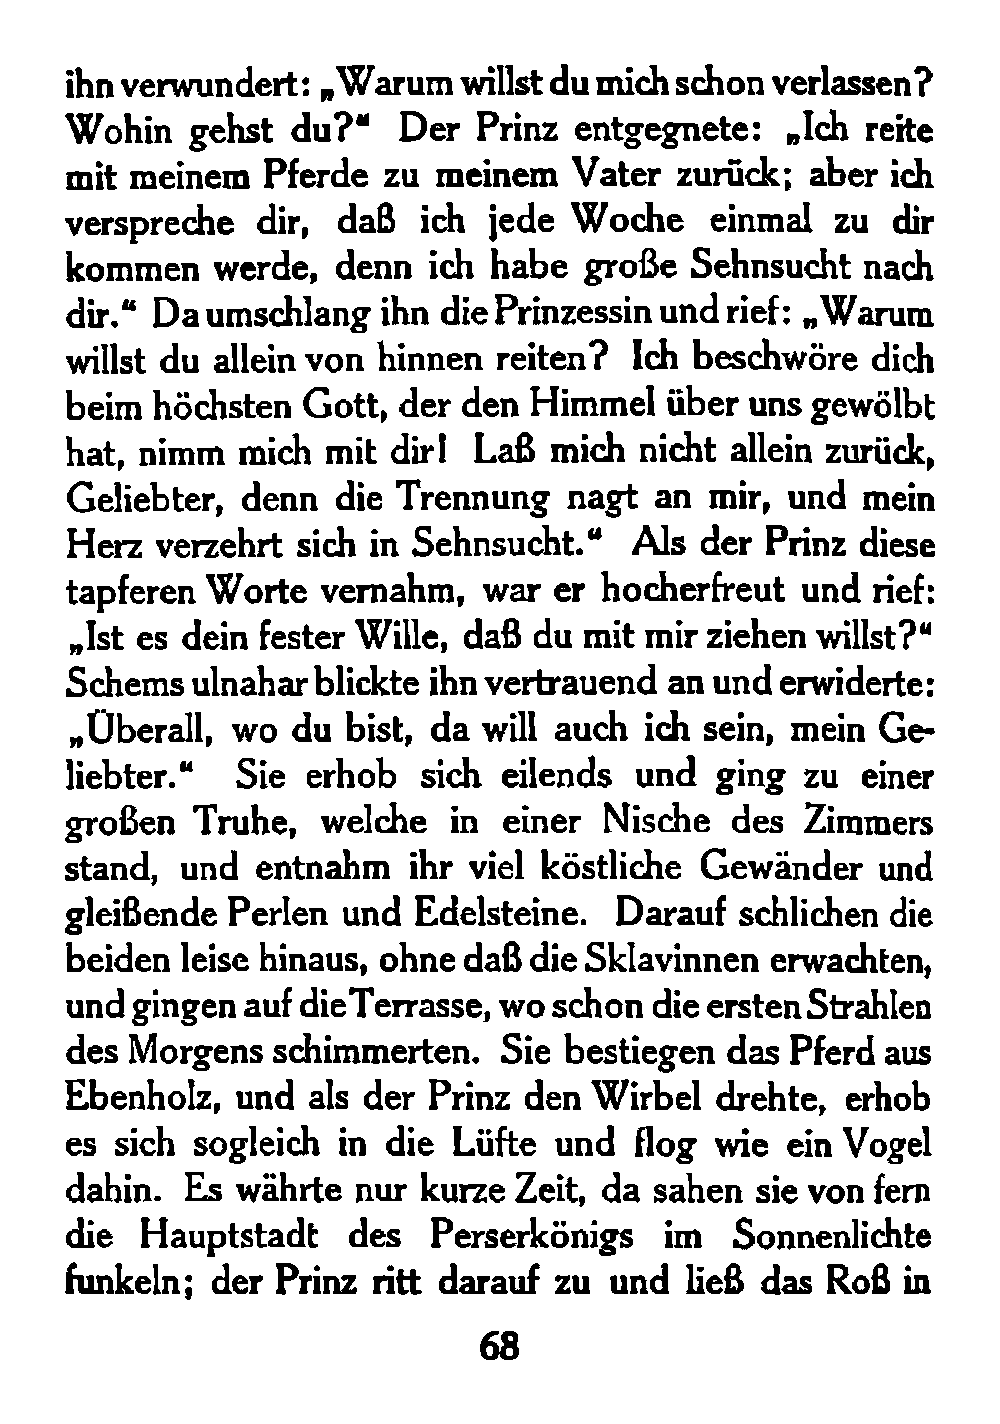 ihn verwundert: „Warum willst du mich schon verlassen?
Wohin gehst du?“ Der Prinz entgegnete: „Ich reite
mit meinem Pferde zu meinem Vater zurück; aber ich
verspreche dir, daß ich jede Woche einmal zu dir
kommen werde, denn ich habe große Sehnsucht nach
dir.“ Da umschlang ihn die Prinzessin und rief: „Warum
willst du allein von hinnen reiten? Ich beschwöre dich
beim höchsten Gott, der den Himmel über uns gewölbt
hat, nimm mich mit dir! Laß mich nicht allein zurück,
Geliebter, denn die Trennung nagt an mir, und mein
Herz verzehrt sich in Sehnsucht.“ Als der Prinz diese
tapferen Worte vernahm, war er hocherfreut und rief:
„Ist es dein fester Wille, daß du mit mir ziehen willst?“
Schems ulnahar blickte ihn vertrauend an und erwiderte:
„Überall, wo du bist, da will auch ich sein, mein Ge-
liebter.“ Sie erhob sich eilends und ging zu einer
großen Truhe, welche in einer Nische des Zimmers
stand, und entnahm ihr viel köstliche Gewänder und
gleißende Perlen und Edelsteine. Darauf schlichen die
beiden leise hinaus, ohne daß die Sklavinnen erwachten,
und gingen auf die Terrasse, wo schon die ersten Strahlen
des Morgens schimmerten. Sie bestiegen das Pferd aus
Ebenholz, und als der Prinz den Wirbel drehte, erhob
es sich sogleich in die Lüfte und flog wie ein Vogel
dahin. Es währte nur kurze Zeit, da sahen sie von fern
die Hauptstadt des Perserkönigs im Sonnenlichte
funkeln; der Prinz ritt darauf zu und ließ das Roß in
68